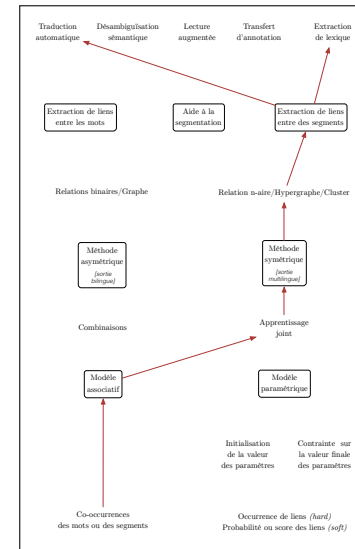 Traduction
automatique
Désambiguïsation
sémantique
Lecture
augmentée
Transfert
d'annotation
Extraction
de lexique
Extraction de liens
entre les mots
Aide à la
segmentation
Extraction de liens
entre des segments
Relations binaires/Graphe
Relation n-aire/Hypergraphe/Cluster
Méthode
asymétrique
[sortie
bilingue]
Méthode
symétrique
[sortie
multilingue]
Combinaisons
Apprentissage
joint
Modèle
associatif
Modèle
paramétrique
Initialisation
de la valeur
des paramètres
Contrainte sur
la valeur finale
des paramètres
Co-occurrences
des mots ou des segments
Occurrence de liens (hard)
Probabilité ou score des liens (soft)